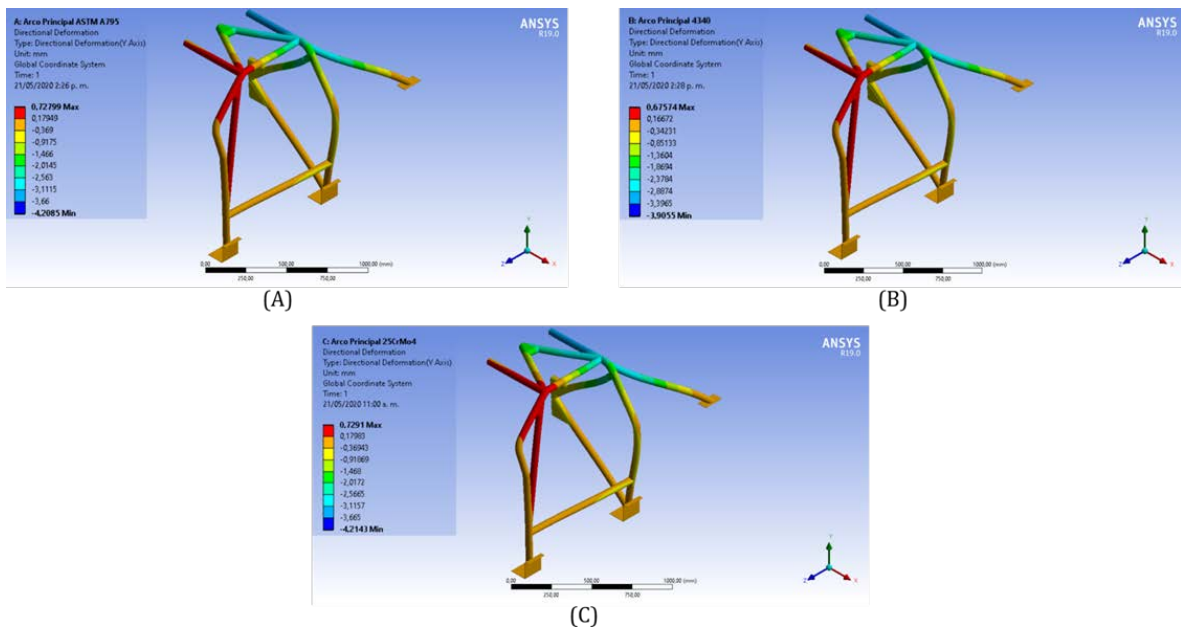 A: Arco Principal ASTM A795
Directional Deformation
Type: Directional Deformation(Y Axis)
Unit: mm
Global Coordinate System
Time: 1
21/05/2020 2:26 p. m.
0,72799 Max
0,17949
-0,369
-0,9175
-1,466
-2,0145
-2,563
-3,1115
-3,66
-4,2085 Min
ANSYS
R19.0
0,00
500,00
1000,00 (mm)
250,00
750,00
Y
Z
X
(A)
B: Arco Principal 4340
Directional Deformation
Type: Directional Deformation(Y Axis)
Unit: mm
Global Coordinate System
Time: 1
21/05/2020 2:28 p. m.
0,67574 Max
0,16672
-0,34231
-0,85133
-1,3604
-1,8694
-2,3784
-2,8874
-3,3965
-3,9055 Min
ANSYS
R19.0
0,00
500,00
1000,00 (mm)
250,00
750,00
Y
Z
X
(B)
C: Arco Principal 25CrMo4
Directional Deformation
Type: Directional Deformation(Y Axis)
Unit: mm
Global Coordinate System
Time: 1
21/05/2020 11:00 a. m.
0,7291 Max
0,17983
-0,36943
-0,91869
-1,468
-2,0172
-2,5665
-3,1157
-3,665
-4,2143 Min
ANSYS
R19.0
0,00
500,00
1000,00 (mm)
250,00
750,00
Y
Z
X
(C)